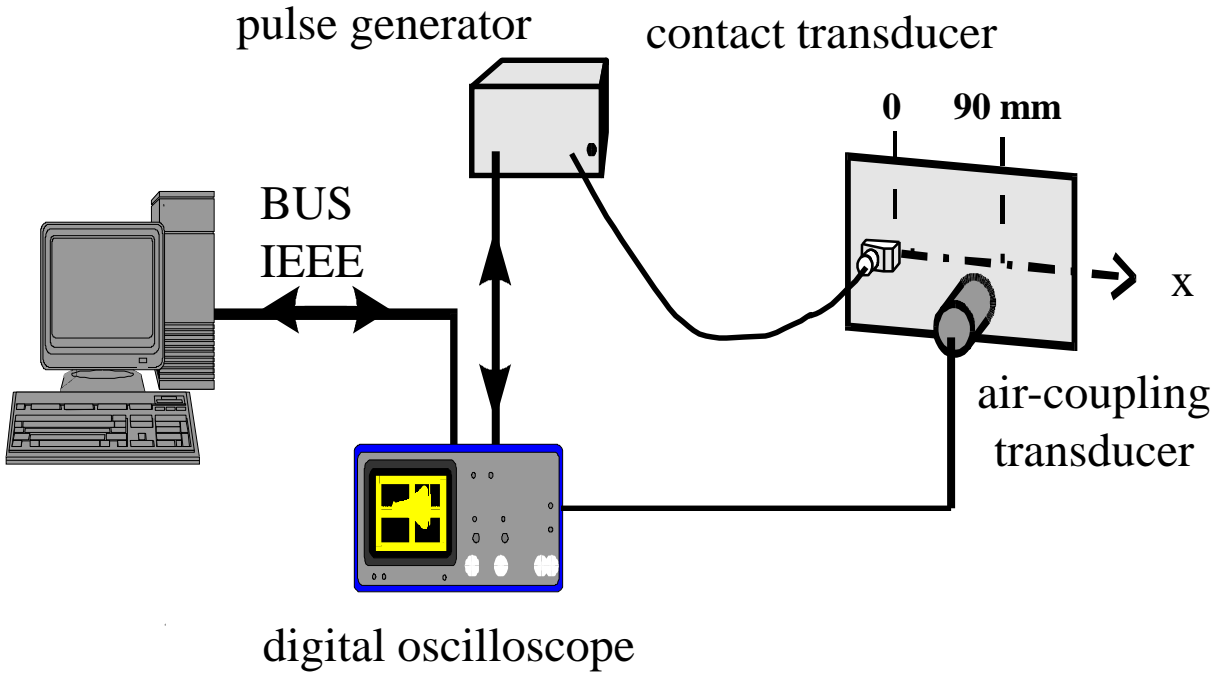 pulse generator
contact transducer
0 90 mm
BUS
IEEE
x
air-coupling
transducer
digital oscilloscope